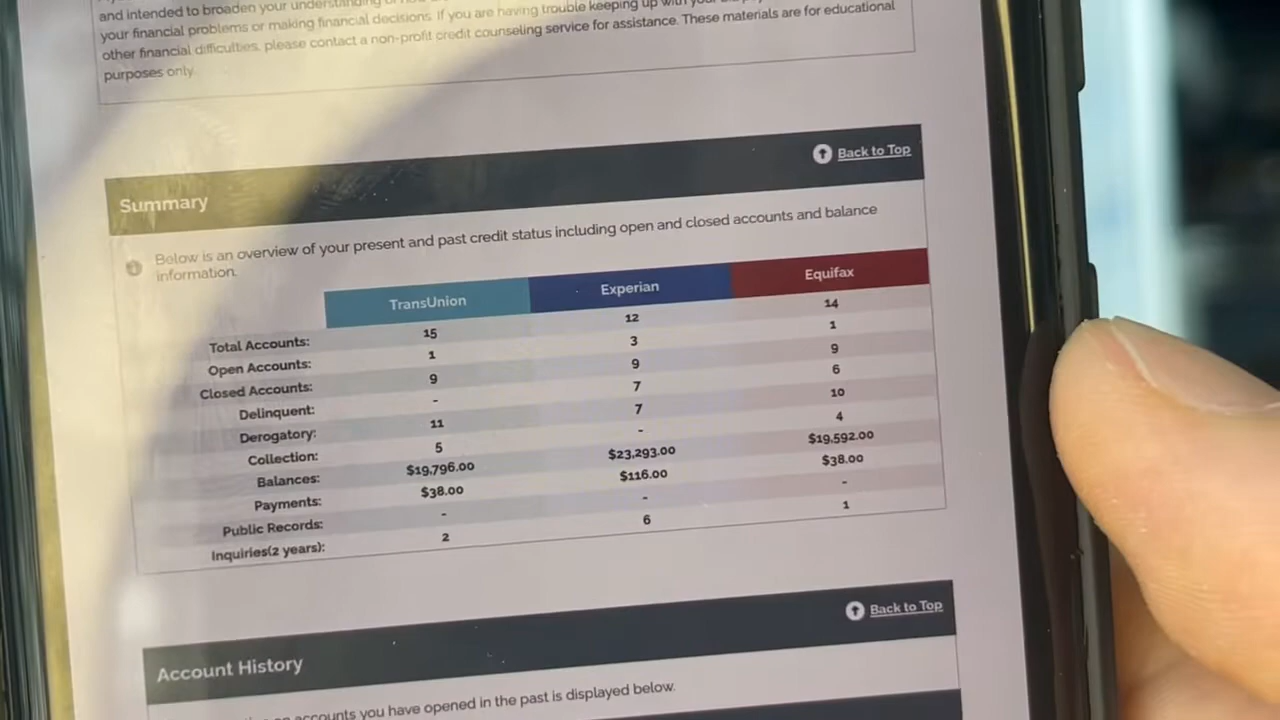 and intended to broaden your understanding of
your financial problems or making financial decisions. If you are having trouble keeping up with your
other financial difficulties, please contact a non-profit credit counseling service for assistance. These materials are for educational
purposes only.
Back to Top
Summary
Below is an overview of your present and past credit status including open and closed accounts and balance
information.
TransUnion Experian Equifax
Total Accounts: 15 12 14
Open Accounts: 1 3 1
Closed Accounts: 9 9 9
Delinquent: - 7 6
Derogatory: 11 7 10
Collection: 5 - 4
Balances: $19,796.00 $23,293.00 $19,592.00
Payments: $38.00 $116.00 $38.00
Public Records: - - -
Inquiries(2 years): 2 6 1
Back to Top
Account History
accounts you have opened in the past is displayed below.